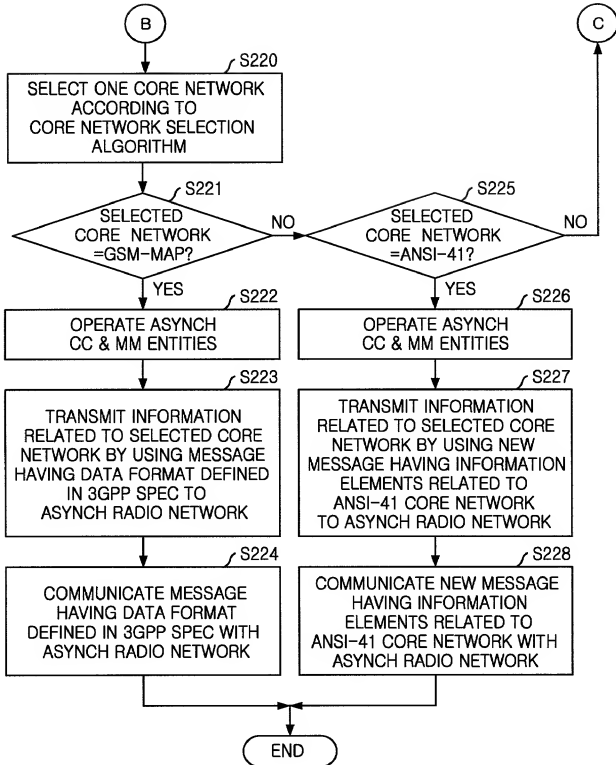 B
C
S220
SELECT ONE CORE NETWORK
ACCORDING TO
CORE NETWORK SELECTION
ALGORITHM
S221
SELECTED
CORE NETWORK
=GSM-MAP?
NO
YES
S225
SELECTED
CORE NETWORK
=ANSI-41?
NO
YES
S222
OPERATE ASYNCH
CC & MM ENTITIES
S226
OPERATE ASYNCH
CC & MM ENTITIES
S223
TRANSMIT INFORMATION
RELATED TO SELECTED CORE
NETWORK BY USING MESSAGE
HAVING DATA FORMAT DEFINED
IN 3GPP SPEC TO
ASYNCH RADIO NETWORK
S227
TRANSMIT INFORMATION
RELATED TO SELECTED CORE
NETWORK BY USING NEW
MESSAGE HAVING INFORMATION
ELEMENTS RELATED TO
ANSI-41 CORE NETWORK
TO ASYNCH RADIO NETWORK
S224
COMMUNICATE MESSAGE
HAVING DATA FORMAT
DEFINED IN 3GPP SPEC WITH
ASYNCH RADIO NETWORK
S228
COMMUNICATE NEW MESSAGE
HAVING INFORMATION
ELEMENTS RELATED TO
ANSI-41 CORE NETWORK WITH
ASYNCH RADIO NETWORK
END